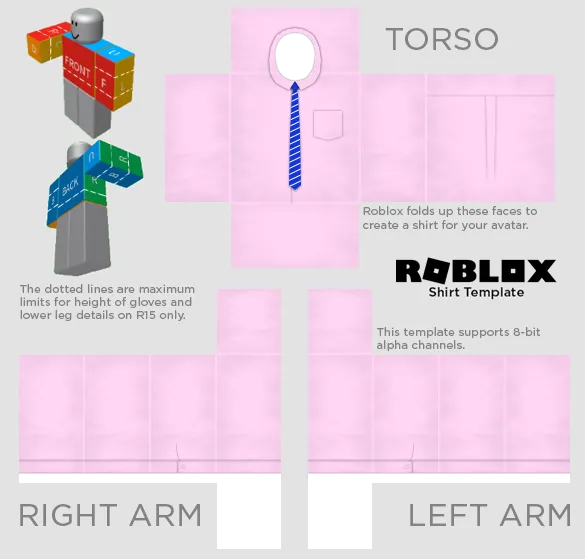 TORSO
FRONT
F
L
U
R
BACK
R
B
U
B
Roblox folds up these faces to
create a shirt for your avatar.
ROBLOX
Shirt Template
The dotted lines are maximum
limits for height of gloves and
lower leg details on R15 only.
This template supports 8-bit
alpha channels.
RIGHT ARM
LEFT ARM